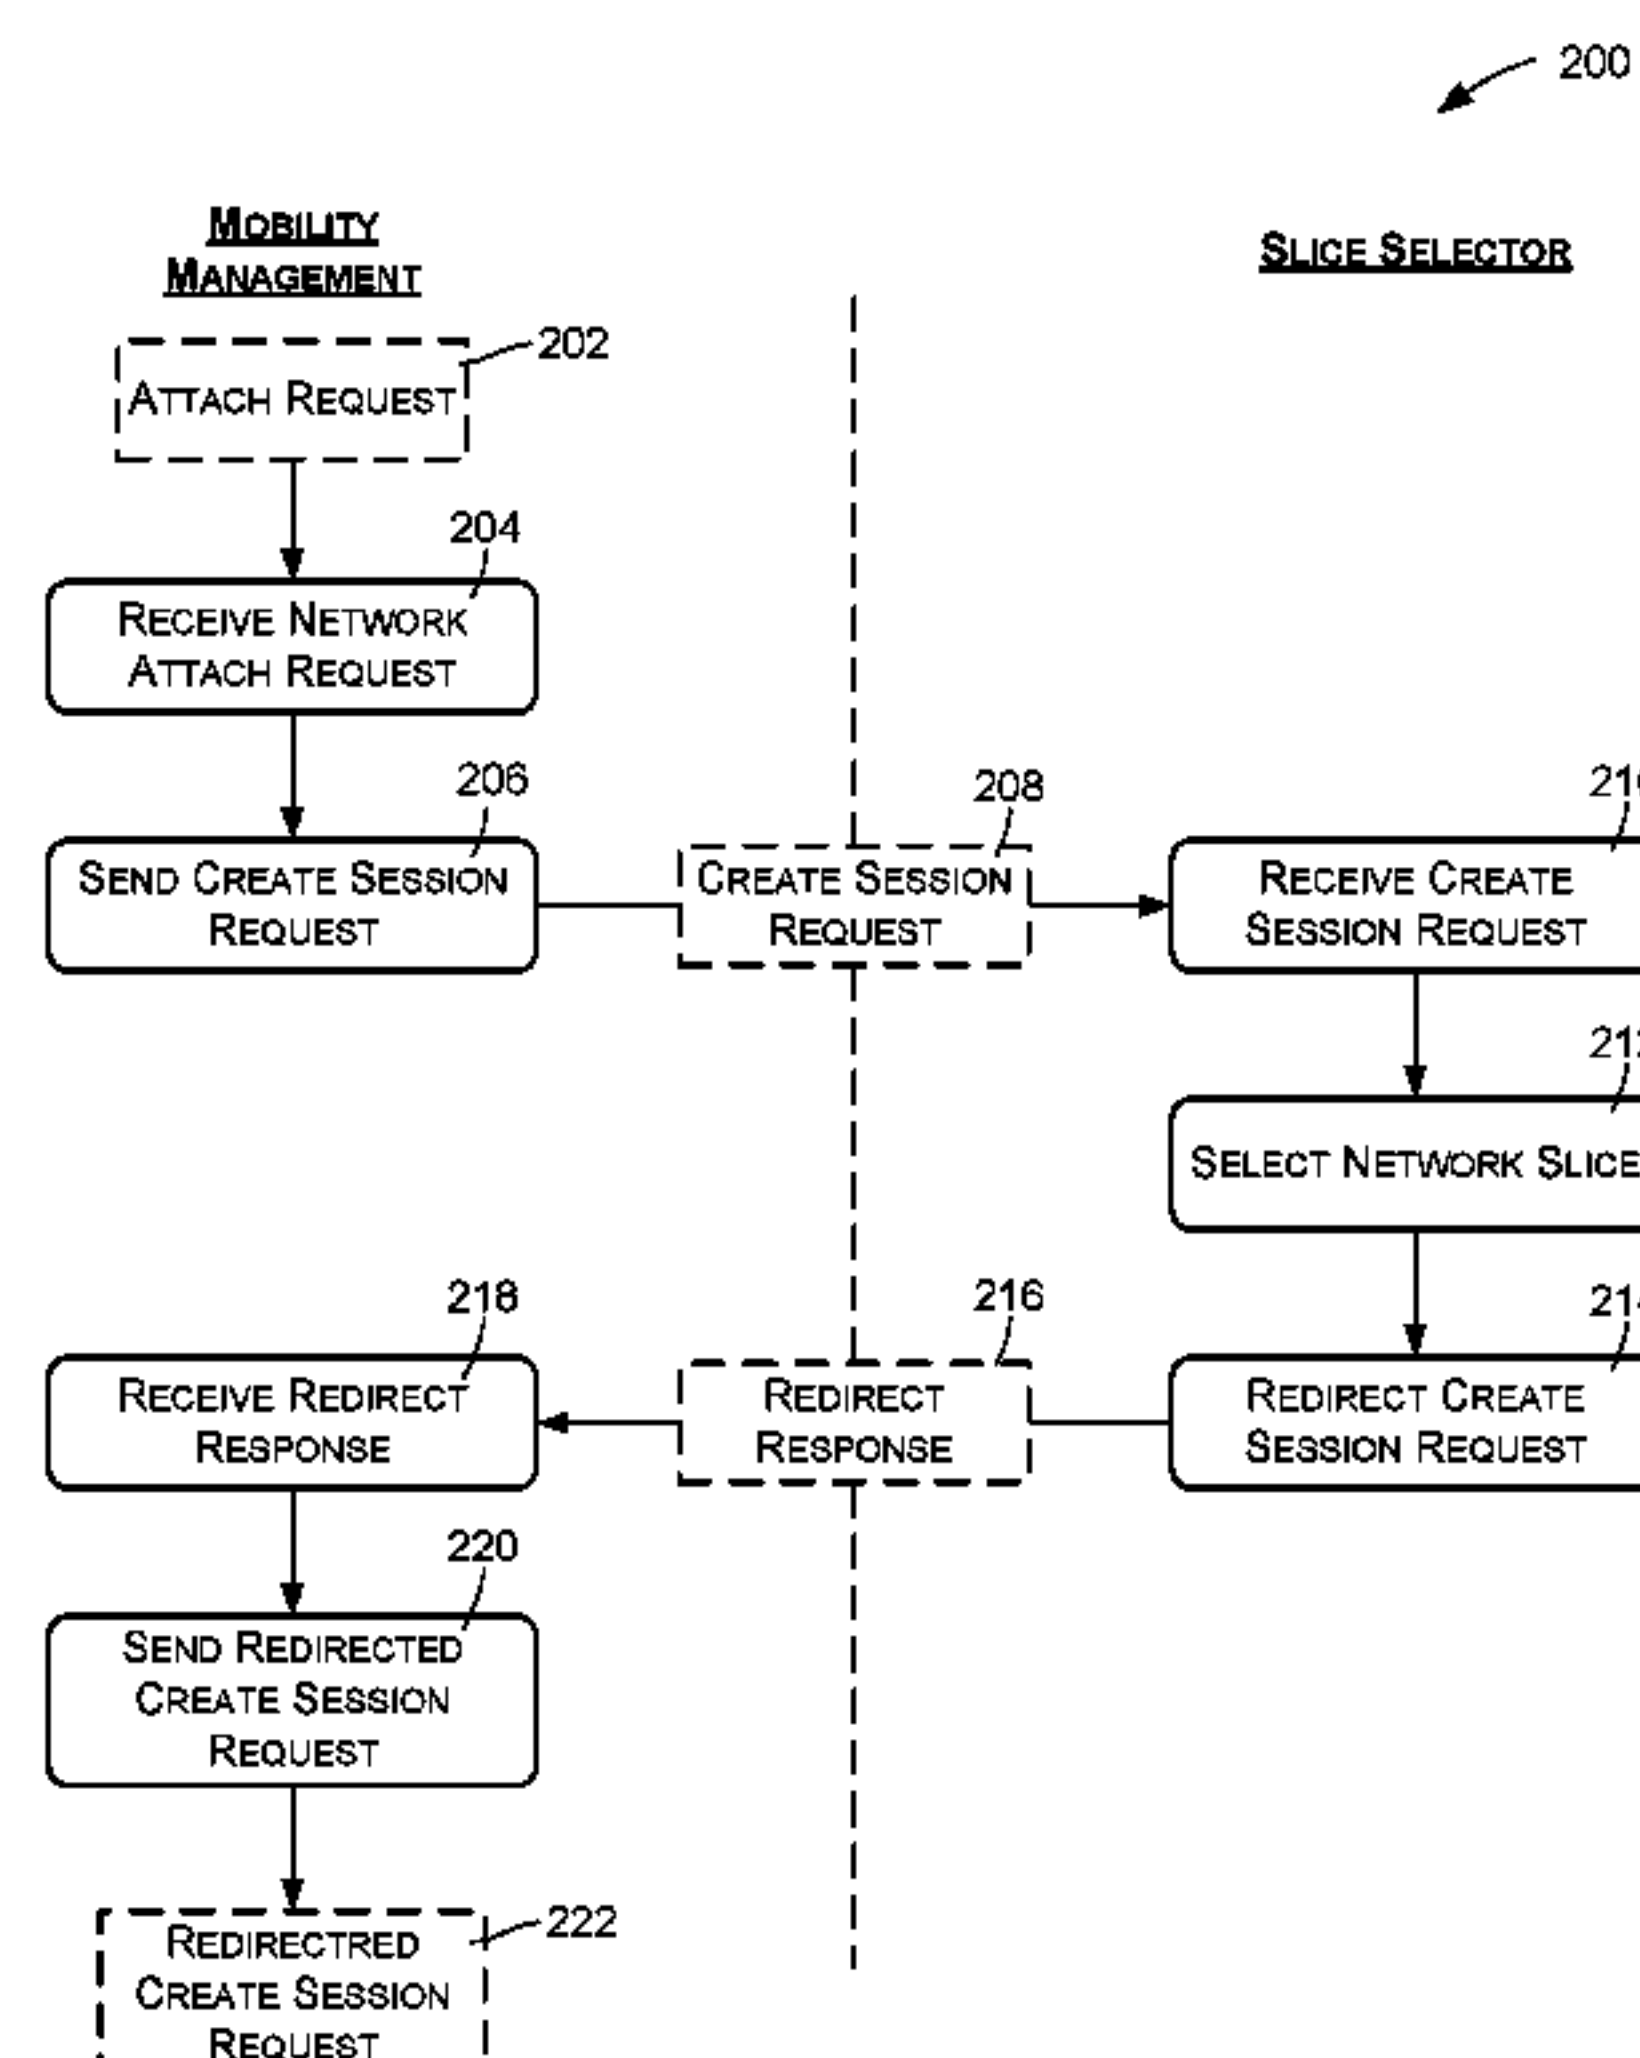 200
MOBILITY
MANAGEMENT
SLICE SELECTOR
202
ATTACH REQUEST
204
RECEIVE NETWORK
ATTACH REQUEST
206
SEND CREATE SESSION
REQUEST
208
CREATE SESSION
REQUEST
RECEIVE CREATE
SESSION REQUEST
SELECT NETWORK SLICE
218
RECEIVE REDIRECT
RESPONSE
216
REDIRECT
RESPONSE
REDIRECT CREATE
SESSION REQUEST
220
SEND REDIRECTED
CREATE SESSION
REQUEST
222
REDIRECTRED
CREATE SESSION
REQUEST